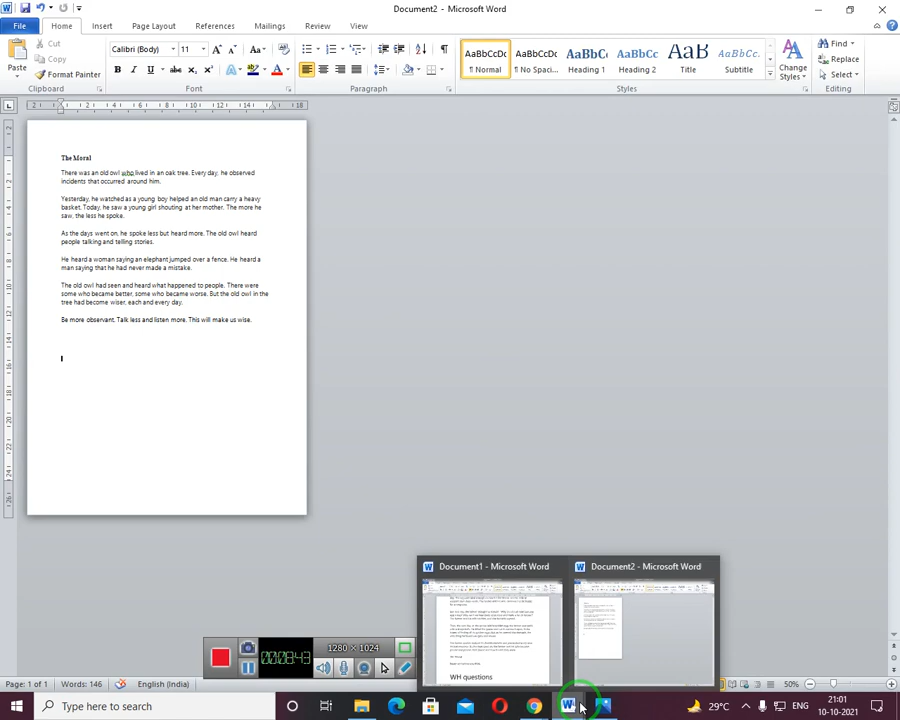 Document2 - Microsoft Word
File Home Insert Page Layout References Mailings Review View
Paste
Cut
Copy
Format Painter
Clipboard
Calibri (Body) 11
Font
Paragraph
AaBbCcDc AaBbCcDc AaBbC AaBbCc AaB AaBbCc.
¶ Normal ¶ No Spaci... Heading 1 Heading 2 Title Subtitle
Change
Styles
Styles
Find
Replace
Select
Editing
2 2 4 6 8 10 12 14 18
The Moral
There was an old owl who lived in an oak tree. Every day, he observed
incidents that occurred around him.
Yesterday, he watched as a young boy helped an old man carry a heavy
basket. Today, he saw a young girl shouting at her mother. The more he
saw, the less he spoke.
As the days went on, he spoke less but heard more. The old owl heard
people talking and telling stories.
He heard a woman saying an elephant jumped over a fence. He heard a
man saying that he had never made a mistake.
The old owl had seen and heard what happened to people. There were
some who became better, some who became worse. But the old owl in the
tree had become wiser, each and every day.
Be more observant. Talk less and listen more. This will make us wise.
Document1 - Microsoft Word
Document2 - Microsoft Word
WH questions
1280 × 1024
Page: 1 of 1 Words: 146 English (India) 50%
Type here to search
29°C ENG
21:01
10-10-2021